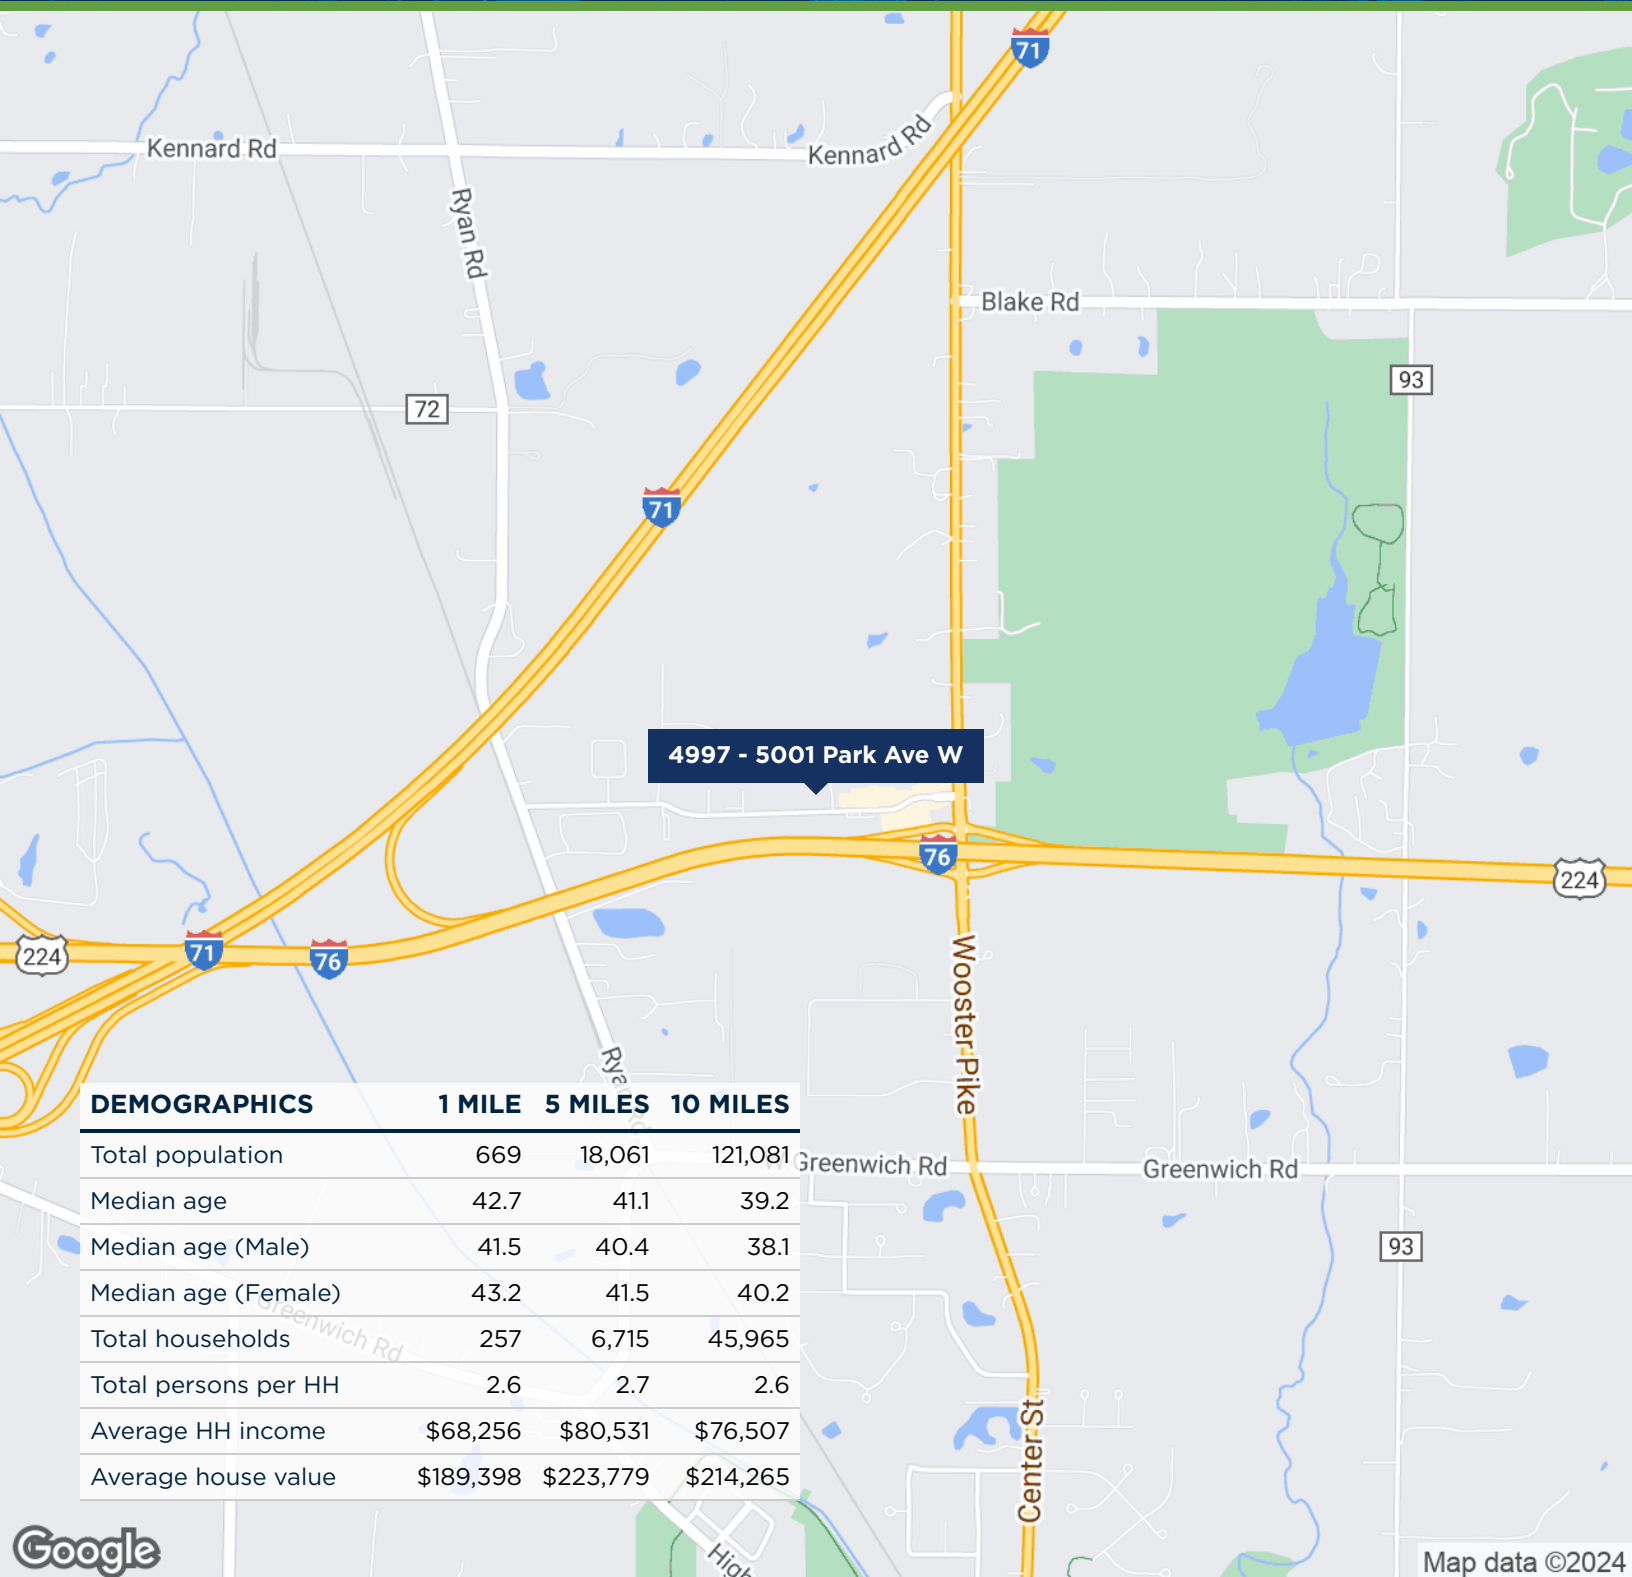 71
Kennard Rd
Kennard Rd
Ryan Rd
Blake Rd
93
72
71
4997 - 5001 Park Ave W
76
224
224
71
76
Wooster Pike
DEMOGRAPHICS 1 MILE 5 MILES 10 MILES
Total population 669 18,061 121,081
Median age 42.7 41.1 39.2
Median age (Male) 41.5 40.4 38.1
Median age (Female) 43.2 41.5 40.2
Total households 257 6,715 45,965
Total persons per HH 2.6 2.7 2.6
Average HH income $68,256 $80,531 $76,507
Average house value $189,398 $223,779 $214,265
Ryan Rd
W Greenwich Rd
Greenwich Rd
93
Greenwich Rd
Center St
High
Google
Map data ©2024